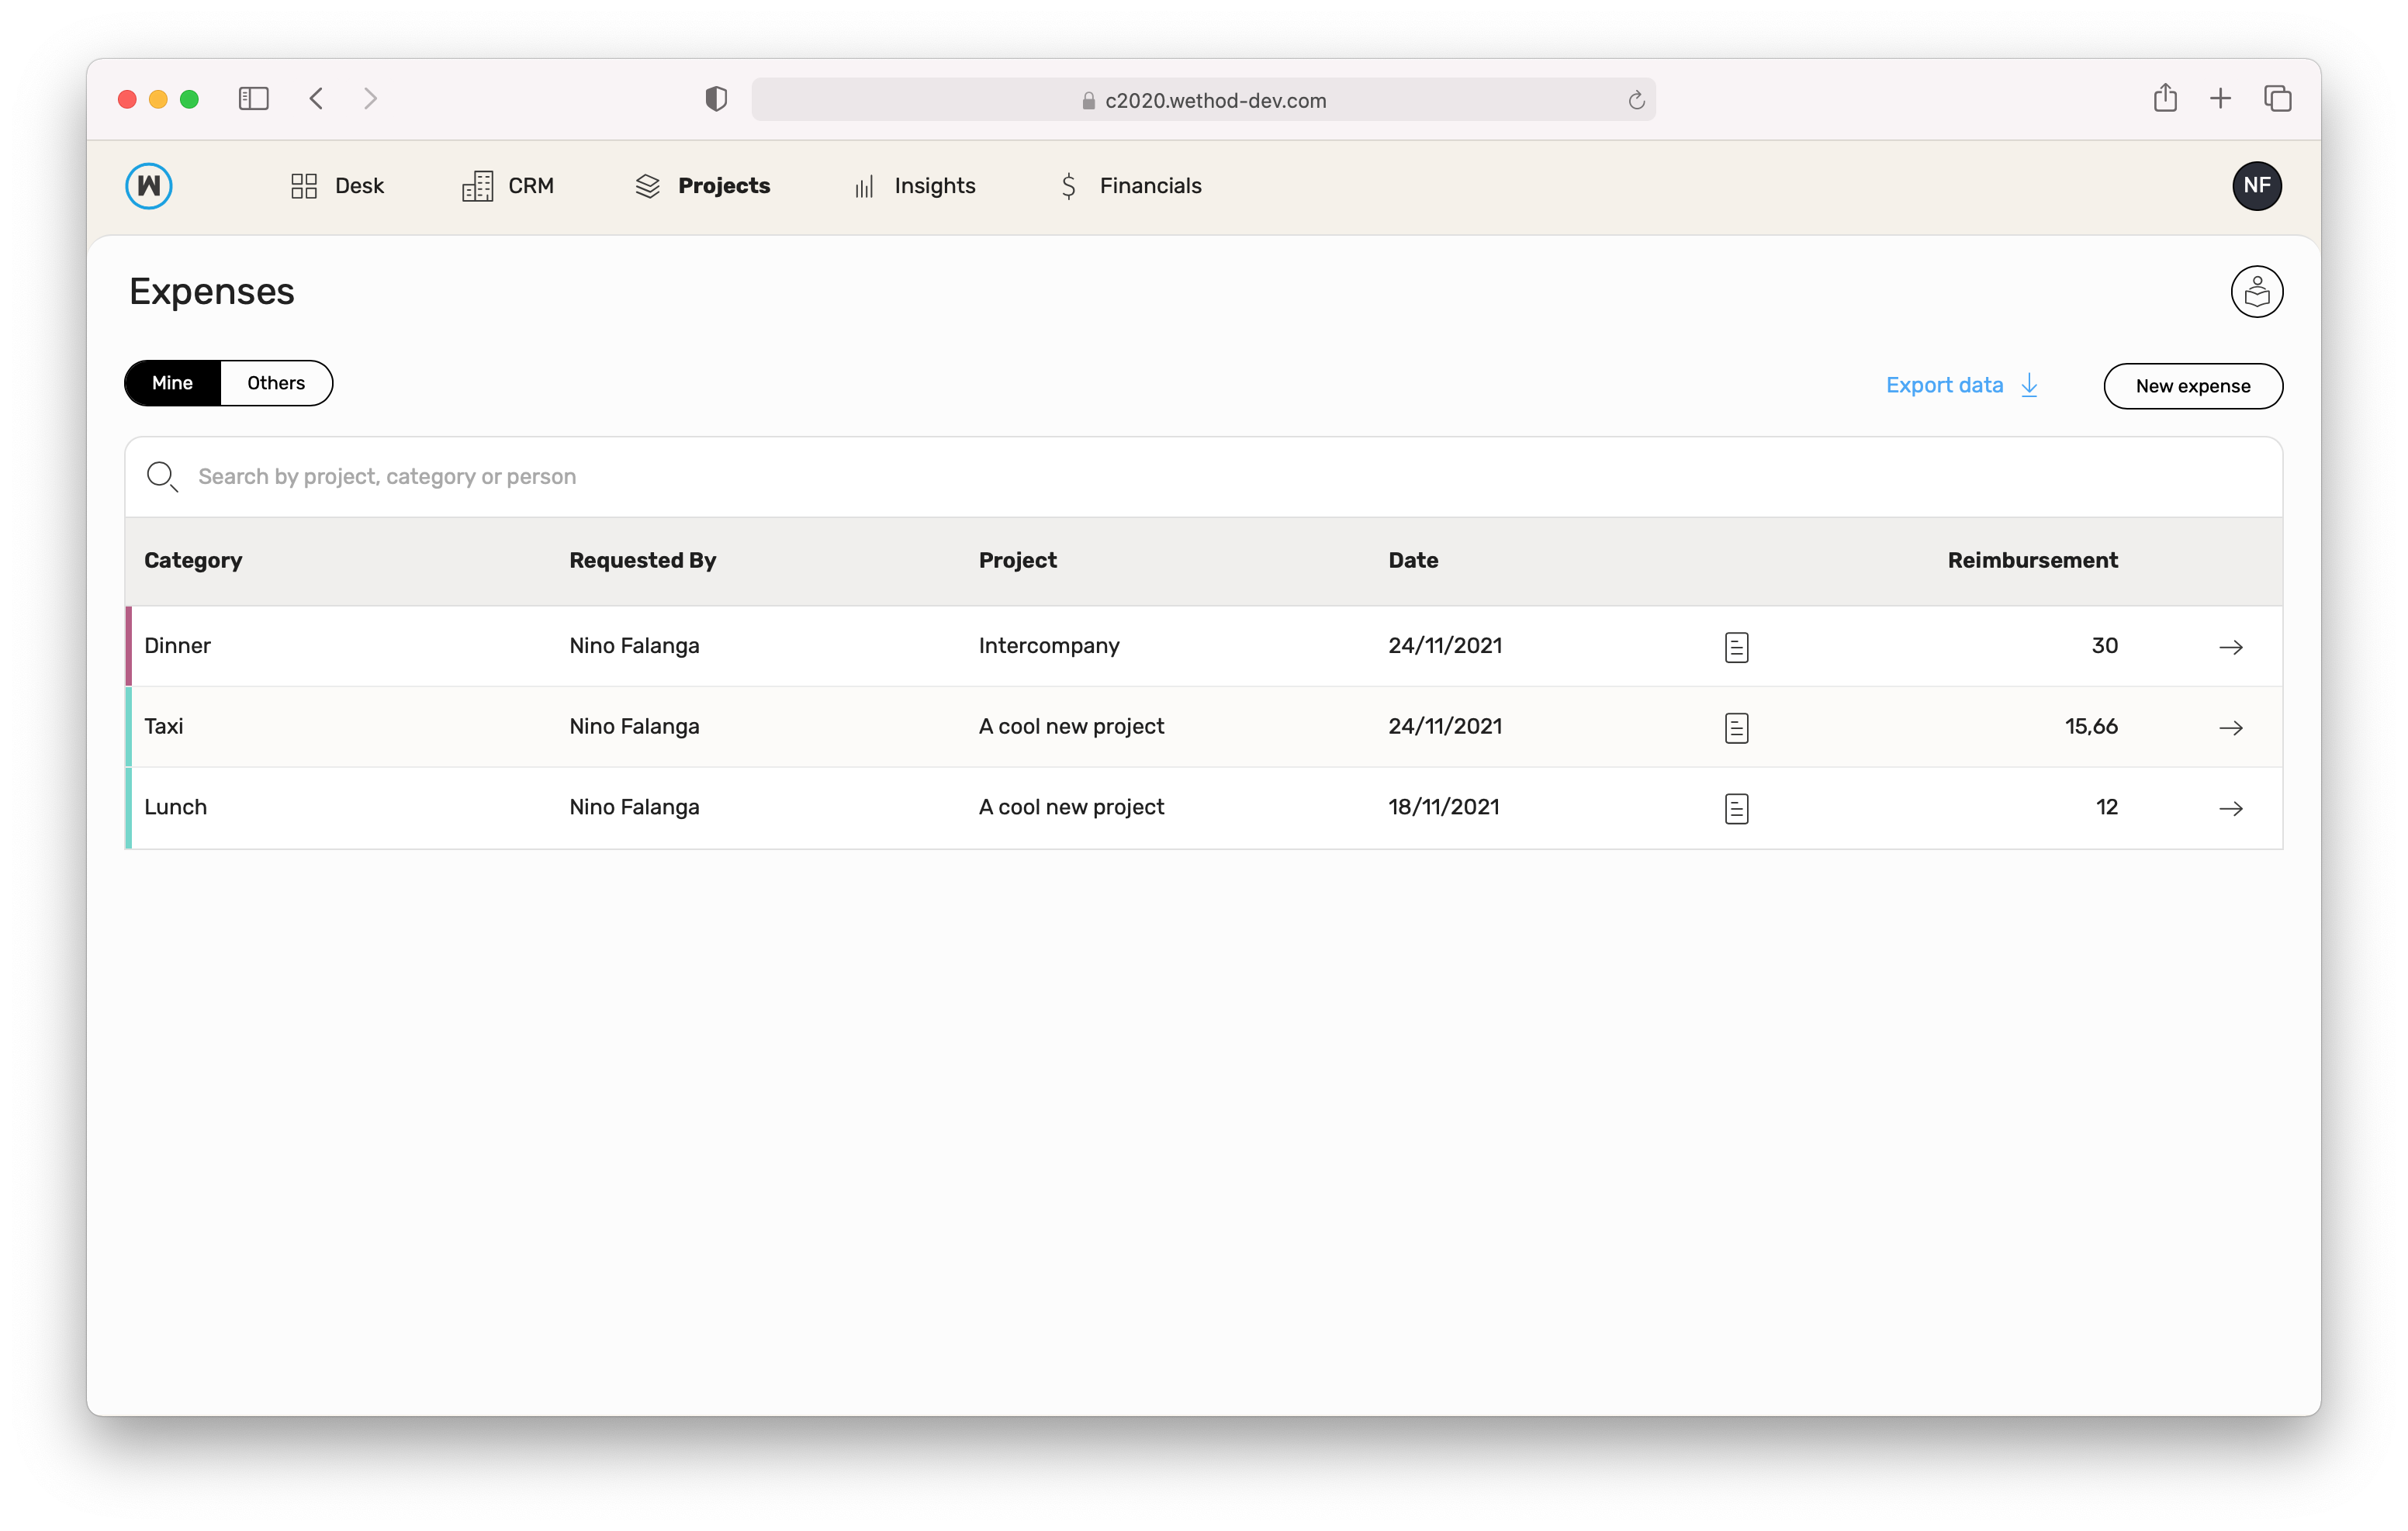 c2020.wethod-dev.com
W Desk CRM Projects Insights $ Financials NF
Expenses
Mine Others Export data New expense
Search by project, category or person
Category Requested By Project Date Reimbursement
Dinner Nino Falanga Intercompany 24/11/2021 30
Taxi Nino Falanga A cool new project 24/11/2021 15,66
Lunch Nino Falanga A cool new project 18/11/2021 12